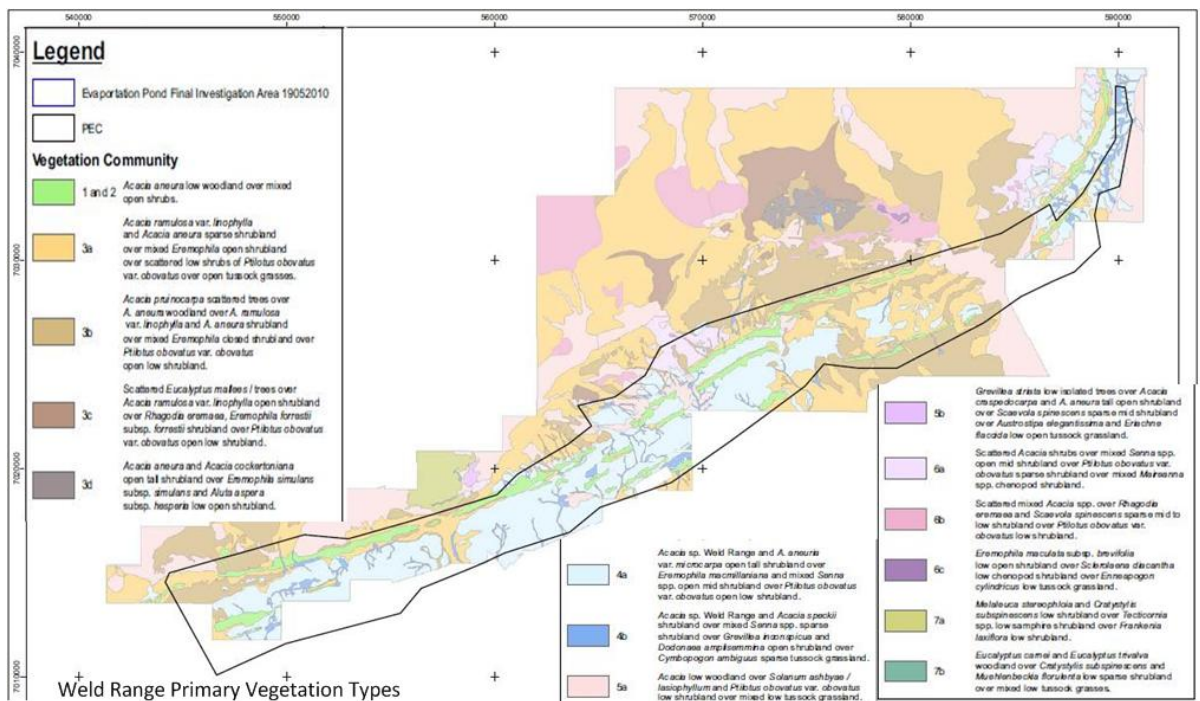 540000
550000
560000
570000
580000
590000
7040000
7030000
7020000
7010000
Legend
Evaportation Pond Final Investigation Area 19052010
PEC
Vegetation Community
1 and 2
Acacia aneura low woodland over mixed
open shrubs.
3a
Acacia ramulosa var. linophylla
and Acacia aneura sparse shrubland
over mixed Eremophila open shrubland
over scattered low shrubs of Ptilotus obovatus
var. obovatus over open tussock grasses.
3b
Acacia pruinocarpa scattered trees over
A. aneura woodland over A. ramulosa
var. linophylla and A. aneura shrubland
over mixed Eremophila closed shrubland over
Ptilotus obovatus var. obovatus
open low shrubland.
3c
Scattered Eucalyptus mallees / trees over
Acacia ramulosa var. linophylla open shrubland
over Rhagodia eremaea, Eremophila forrestii
subsp. forrestii shrubland over Ptilotus obovatus
var. obovatus open low shrubland.
3d
Acacia aneura and Acacia cockertoniana
open tall shrubland over Eremophila simulans
subsp. simulans and Aluta aspera
subsp. hesperia low open shrubland.
4a
Acacia sp. Weld Range and A. aneuris
var. microcarpa open tall shrubland over
Eremophila macmillaniana and mixed Senna
spp. open mid shrubland over Ptilotus obovatus
var. obovatus open low shrubland.
4b
Acacia sp. Weld Range and Acacia speckii
shrubland over mixed Senna spp. sparse
shrubland over Grevillea inconspicua and
Dodonaea amplisemmina open shrubland over
Cymbopogon ambiguus sparse tussock grassland.
5a
Acacia low woodland over Solanum ashbyae /
lasiophyllum and Ptilotus obovatus var. obovatus
low shrubland over mixed low tussock grassland.
5b
Grevillea striata low isolated trees over Acacia
craspedocarpa and A. aneura tall open shrubland
over Scaevola spinescens sparse mid shrubland
over Austrostipa elegantissima and Eriachne
flaccida low open tussock grassland.
6a
Scattered Acacia shrubs over mixed Senna spp.
open mid shrubland over Ptilotus obovatus var.
obovatus sparse shrubland over mixed Maireanna
spp. chenopod shrubland.
6b
Scattered mixed Acacia spp. over Rhagodia
eremaea and Scaevola spinescens sparse mid to
low shrubland over Ptilotus obovatus var.
obovatus low shrubland.
6c
Eremophila maculata subsp. brevifolia
low open shrubland over Sclerolaena discantha
low chenopod shrubland over Enneapogon
cylindricus low tussock grassland.
7a
Melaleuca stereophloia and Cratystylis
subspinescens low shrubland over Tecticornia
spp. low samphire shrubland over Frankenia
laxiflora low shrubland.
7b
Eucalyptus carnei and Eucalyptus trivalva
woodland over Cratystylis subspinescens and
Muehlenbeckia florulenta low sparse shrubland
over mixed low tussock grasses.
Weld Range Primary Vegetation Types